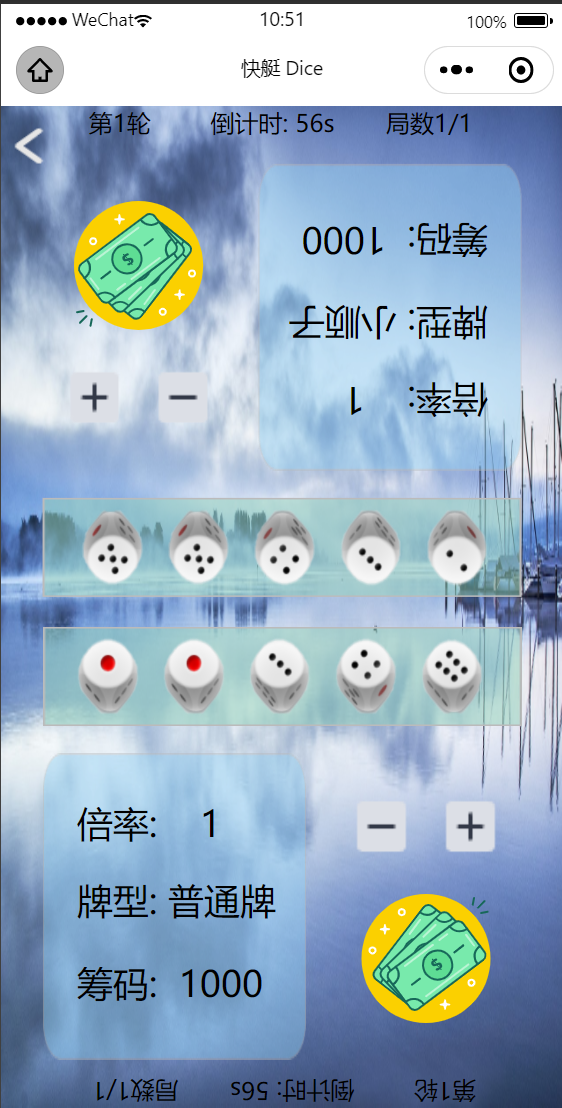 ●●●●● WeChat 10:51 100%
快艇 Dice
第1轮 倒计时: 56s 局数1/1
筹码: 1000
牌型: 小顺子
倍率: 1
倍率: 1
牌型: 普通牌
筹码: 1000
第1轮 倒计时: 56s 局数1/1